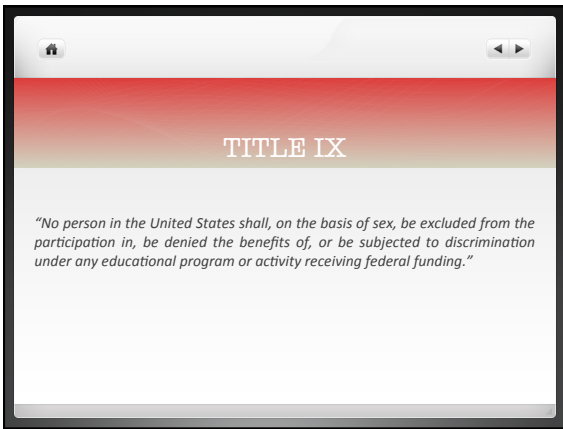 TITLE IX
“No person in the United States shall, on the basis of sex, be excluded from the
participation in, be denied the benefits of, or be subjected to discrimination
under any educational program or activity receiving federal funding.”